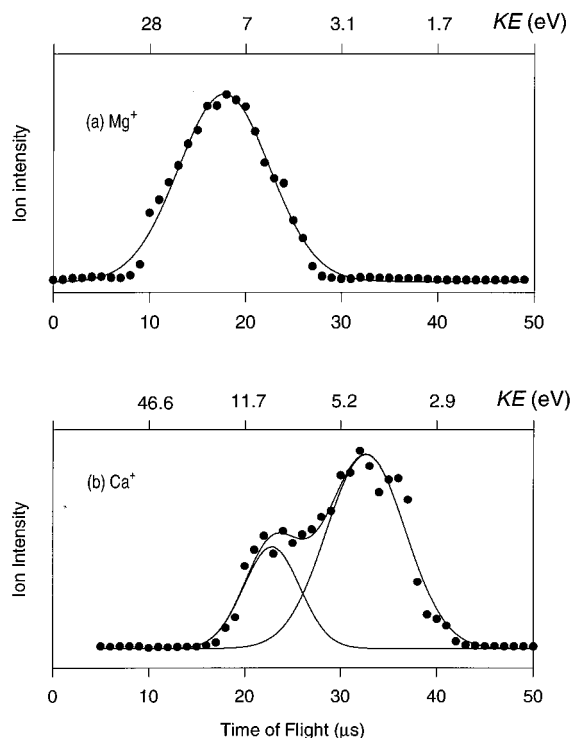 28 7 3.1 1.7 KE (eV)
(a) Mg⁺
Ion intensity
0 10 20 30 40 50
46.6 11.7 5.2 2.9 KE (eV)
(b) Ca⁺
Ion Intensity
0 10 20 30 40 50
Time of Flight (μs)